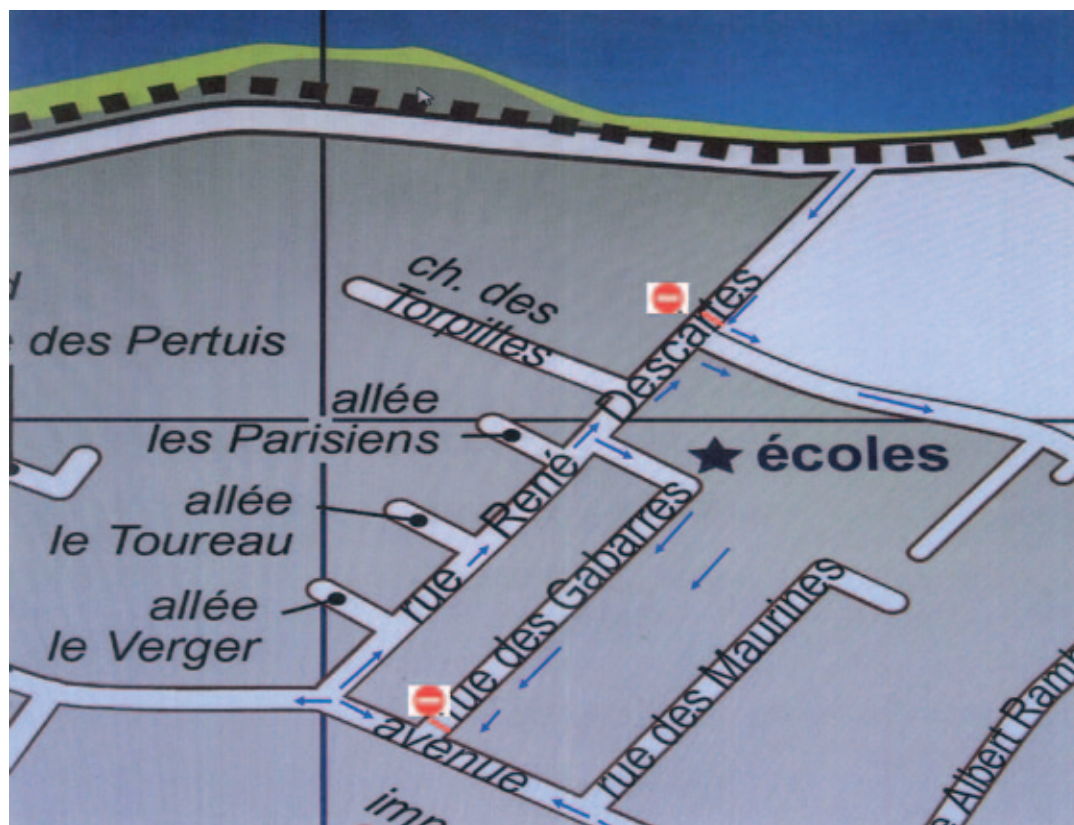 ch. des
Torpilles
des Pertuis
allée
les Parisiens
allée
le Toureau
allée
le Verger
rue René Descartes
écoles
rue des Gabarres
rue des Maurines
avenue
Albert